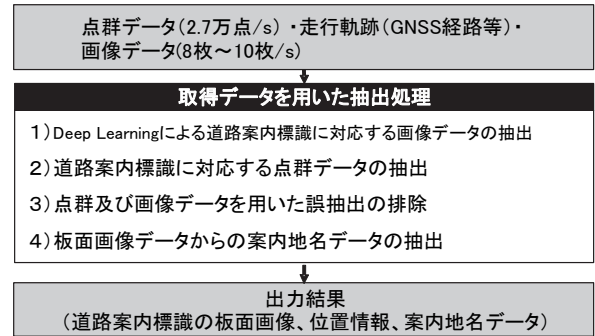 点群データ(2.7万点/s)・走行軌跡(GNSS経路等)・
画像データ(8枚～10枚/s)
取得データを用いた抽出処理
1)Deep Learningによる道路案内標識に対応する画像データの抽出
2)道路案内標識に対応する点群データの抽出
3)点群及び画像データを用いた誤抽出の排除
4)板面画像データからの案内地名データの抽出
出力結果
(道路案内標識の板面画像、位置情報、案内地名データ)